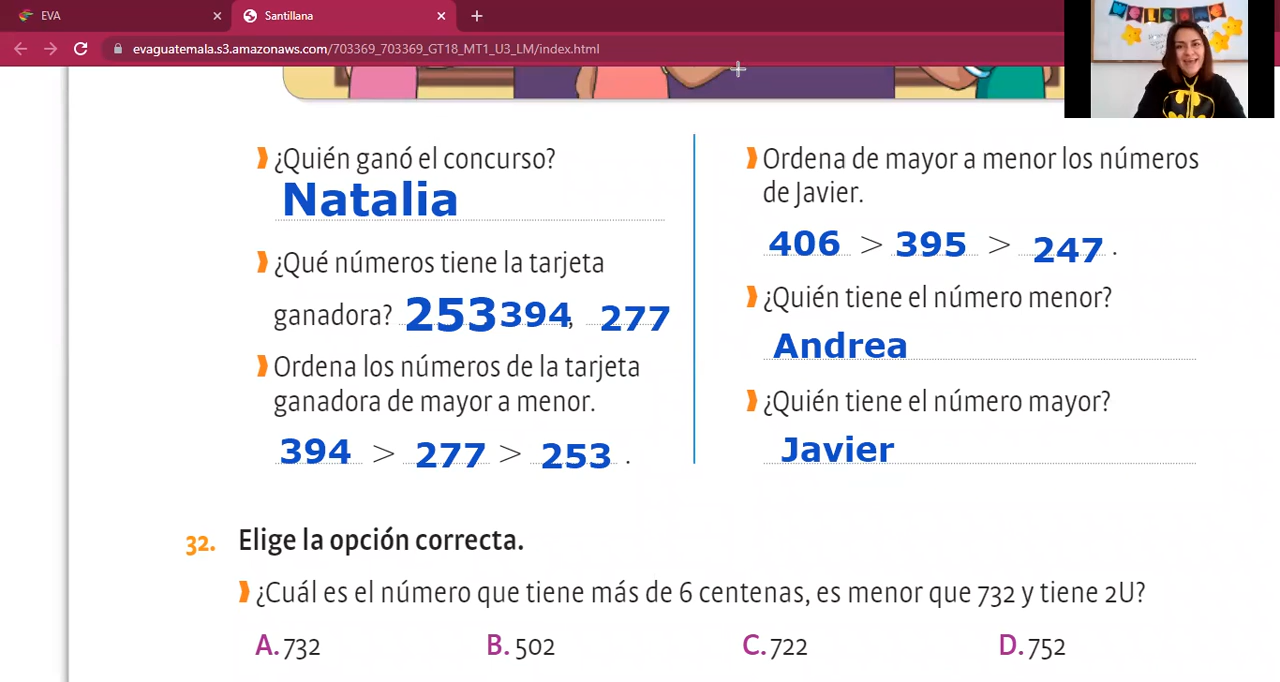 EVA
Santillana
evaguatemala.s3.amazonaws.com/703369_703369_GT18_MT1_U3_LM/index.html
WELCOME
¿Quién ganó el concurso?
Natalia
¿Qué números tiene la tarjeta
ganadora? 253 394, 277
Ordena los números de la tarjeta
ganadora de mayor a menor.
394 > 277 > 253 .
Ordena de mayor a menor los números
de Javier.
406 > 395 > 247 .
¿Quién tiene el número menor?
Andrea
¿Quién tiene el número mayor?
Javier
32. Elige la opción correcta.
¿Cuál es el número que tiene más de 6 centenas, es menor que 732 y tiene 2U?
A. 732 B. 502 C. 722 D. 752